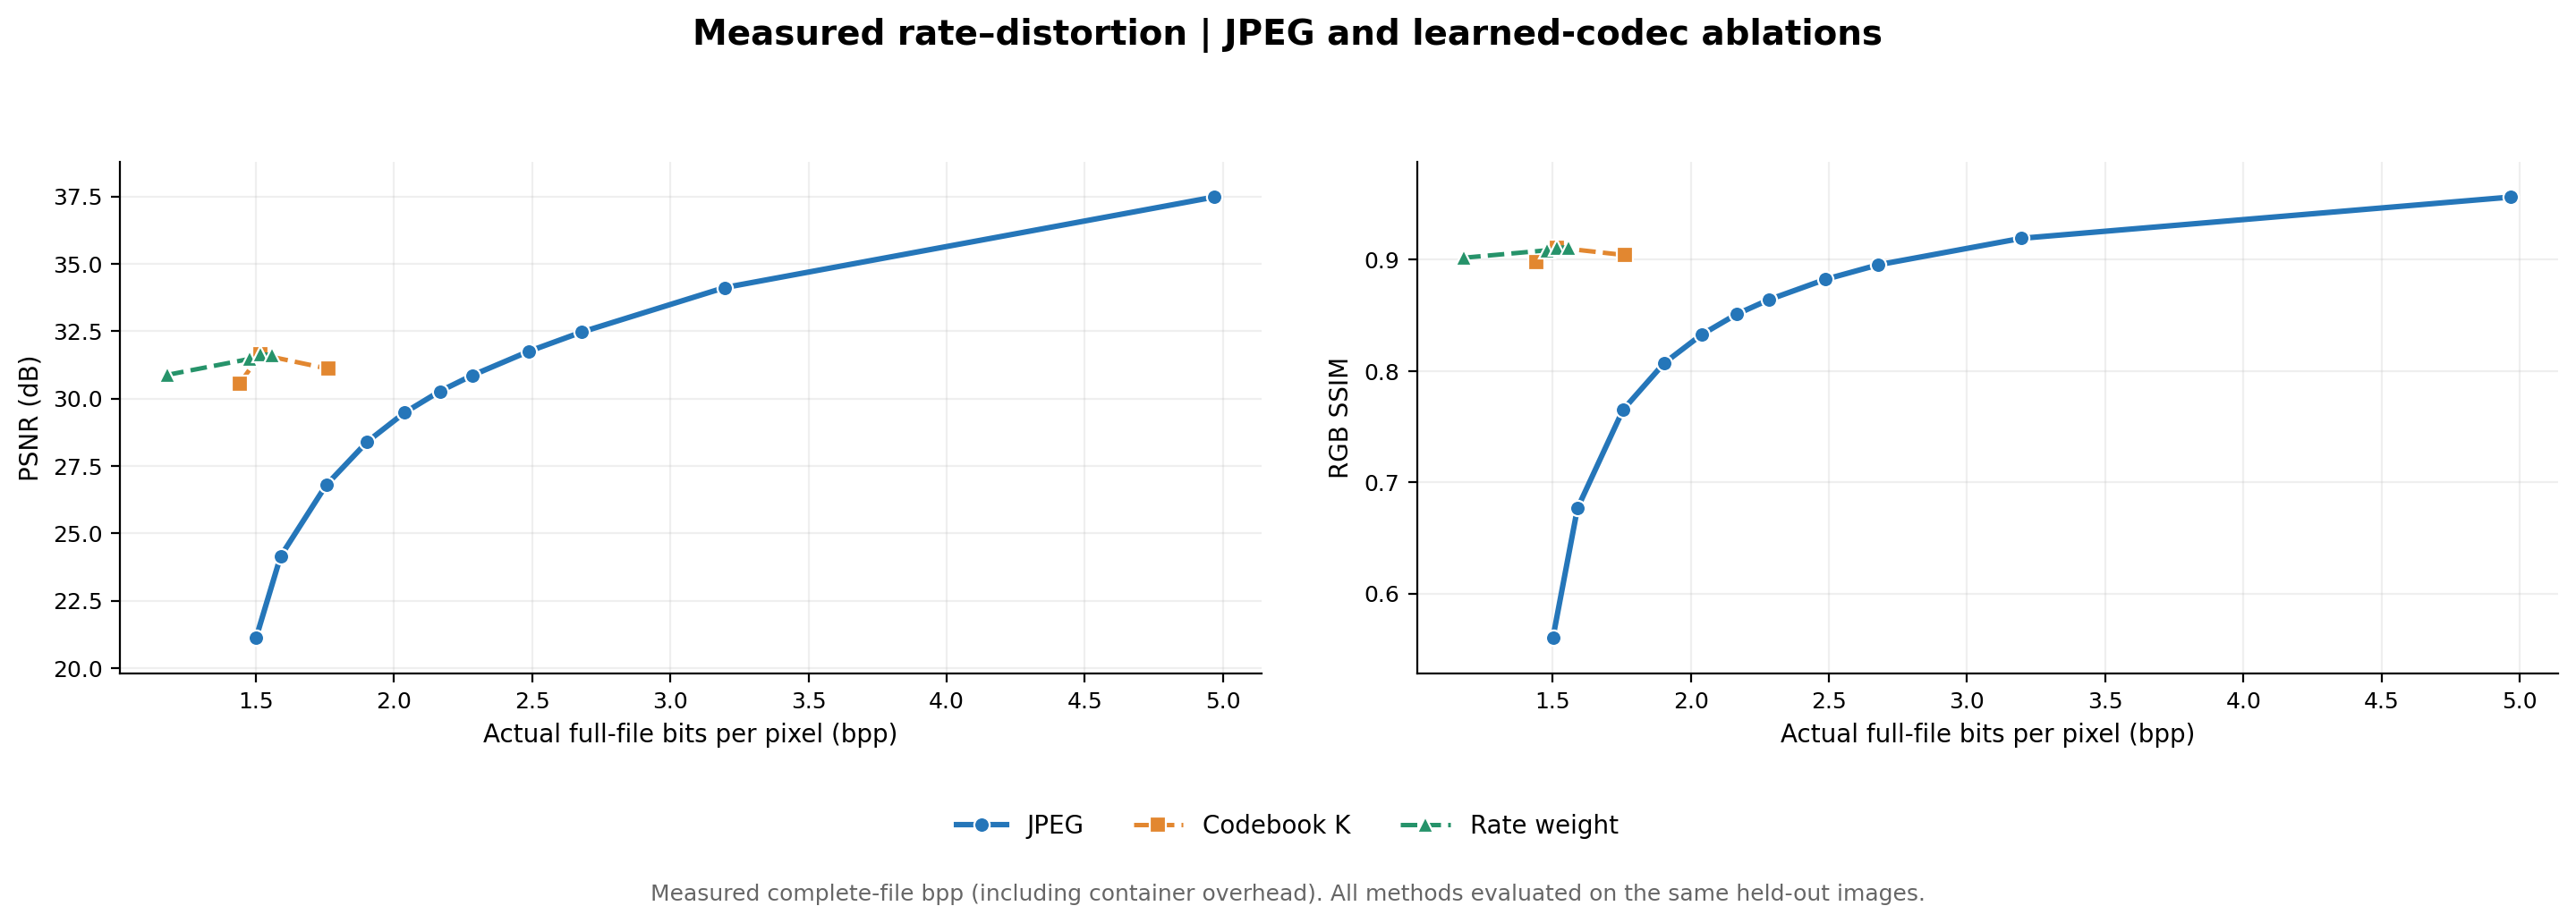 Measured rate–distortion | JPEG and learned-codec ablations
PSNR (dB)
37.5
35.0
32.5
30.0
27.5
25.0
22.5
20.0
1.5 2.0 2.5 3.0 3.5 4.0 4.5 5.0
Actual full-file bits per pixel (bpp)
RGB SSIM
0.9
0.8
0.7
0.6
1.5 2.0 2.5 3.0 3.5 4.0 4.5 5.0
Actual full-file bits per pixel (bpp)
JPEG Codebook K Rate weight
Measured complete-file bpp (including container overhead). All methods evaluated on the same held-out images.